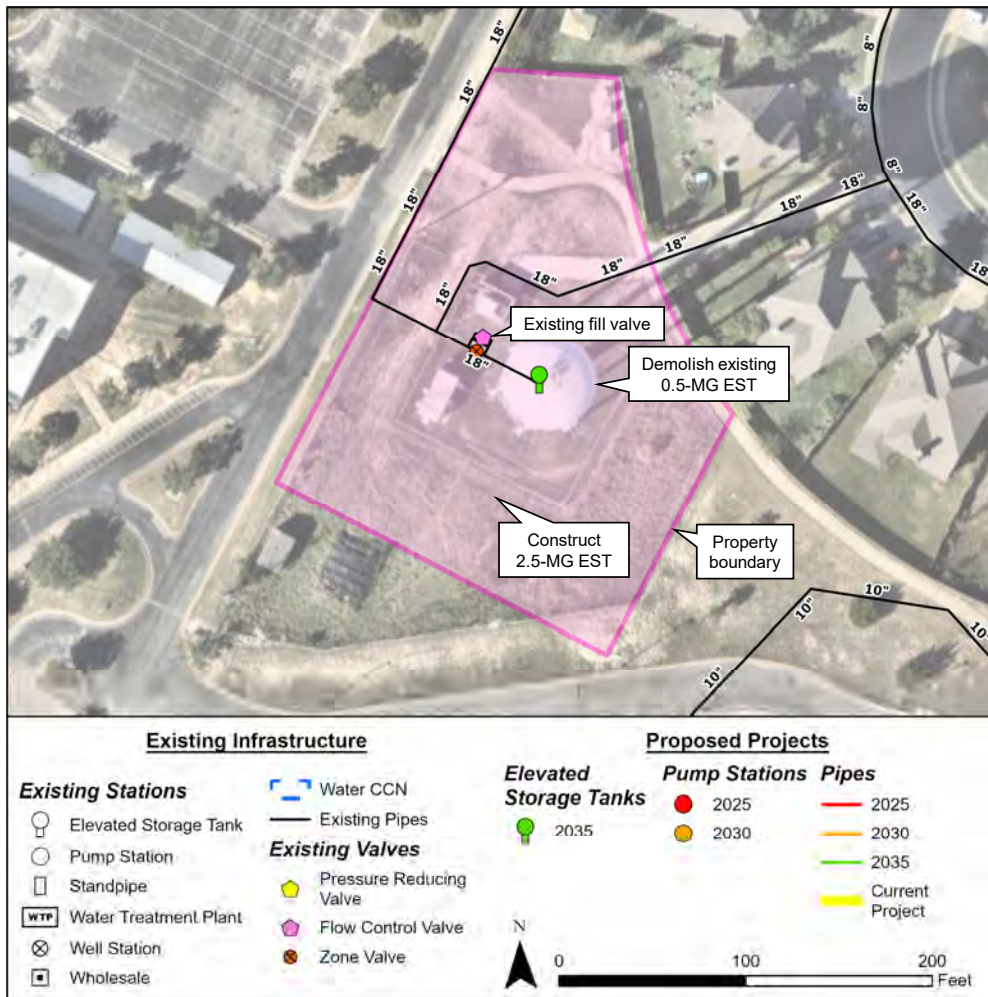 18"
18"
18"
18"
18"
8"
8"
8"
18"
18"
18"
18"
18"
18"
18"
18"
Existing fill valve
18"
Demolish existing
0.5-MG EST
Construct
2.5-MG EST
Property
boundary
10"
10"
10"
10"
Existing Infrastructure
Existing Stations
Elevated Storage Tank
Pump Station
Standpipe
WTP Water Treatment Plant
Well Station
Wholesale
Water CCN
Existing Pipes
Existing Valves
Pressure Reducing
Valve
Flow Control Valve
Zone Valve
Proposed Projects
Elevated
Storage Tanks
2035
Pump Stations
2025
2030
Pipes
2025
2030
2035
Current
Project
N
0 100 200
Feet